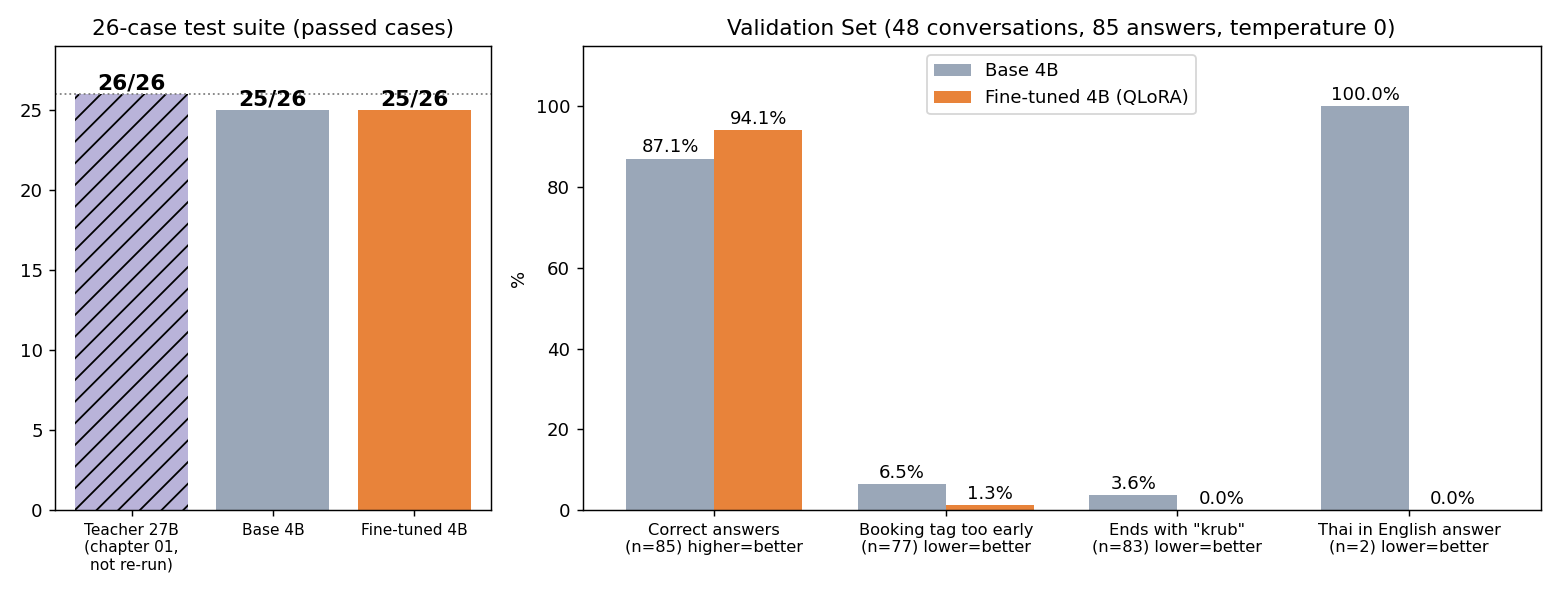 26-case test suite (passed cases)
26/26
25/26
25/26
25
20
15
10
5
0
Teacher 27B
(chapter 01,
not re-run)
Base 4B
Fine-tuned 4B
Validation Set (48 conversations, 85 answers, temperature 0)
Base 4B
Fine-tuned 4B (QLoRA)
%
100
80
60
40
20
0
87.1%
94.1%
6.5%
1.3%
3.6%
0.0%
100.0%
0.0%
Correct answers
(n=85) higher=better
Booking tag too early
(n=77) lower=better
Ends with "krub"
(n=83) lower=better
Thai in English answer
(n=2) lower=better